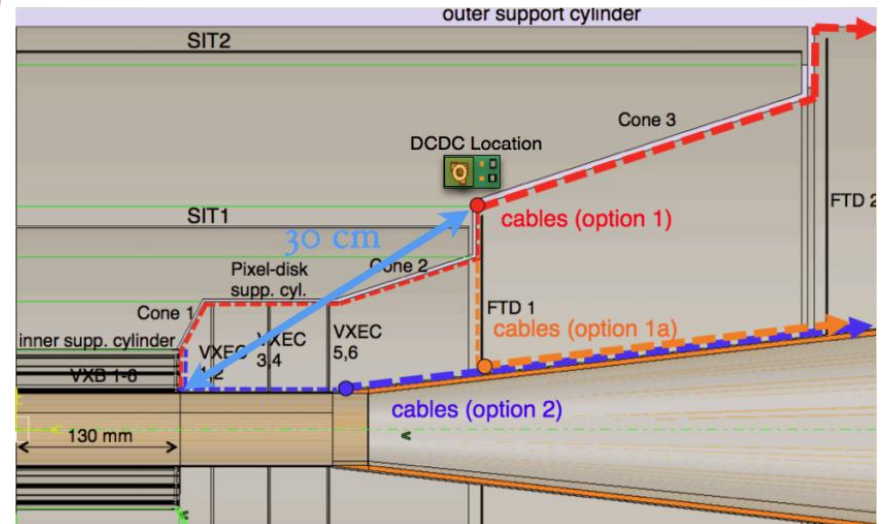 outer support cylinder
SIT2
Cone 3
DCDC Location
FTD 2
SIT1
cables (option 1)
30 cm
Pixel-disk
supp. cyl.
Cone 2
Cone 1
FTD 1
inner supp. cylinder
cables (option 1a)
VXEC
1,2
VXEC
3,4
VXEC
5,6
VXB 1-6
cables (option 2)
130 mm